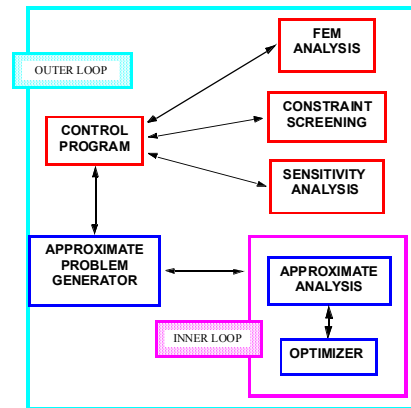 FEM
ANALYSIS
OUTER LOOP
CONTROL
PROGRAM
CONSTRAINT
SCREENING
SENSITIVITY
ANALYSIS
APPROXIMATE
PROBLEM
GENERATOR
APPROXIMATE
ANALYSIS
INNER LOOP
OPTIMIZER